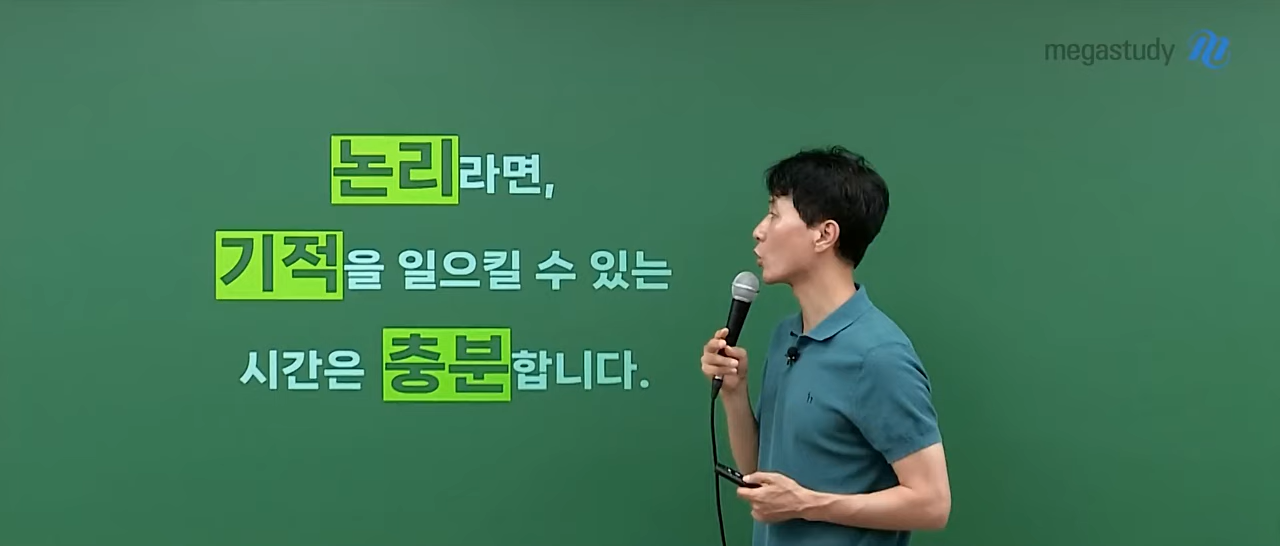 megastudy
논리라면,
기적을 일으킬 수 있는
시간은 충분합니다.
h